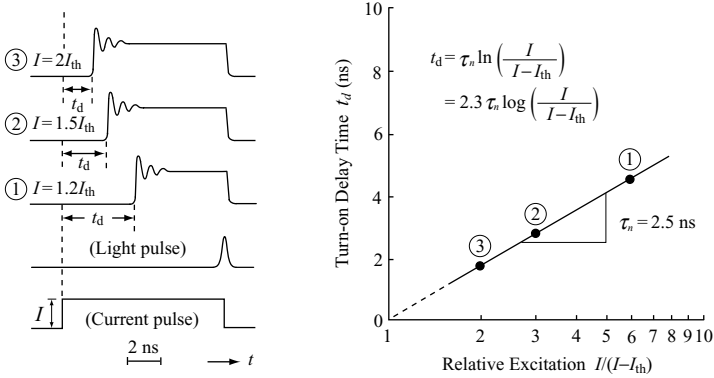 ③ I = 2I_th
t_d
② I = 1.5I_th
t_d
① I = 1.2I_th
t_d
(Light pulse)
I
(Current pulse)
2 ns
t
Turn-on Delay Time t_d (ns)
10
8
6
4
2
0
t_d = τ_n ln ( I / I − I_th )
= 2.3 τ_n log ( I / I − I_th )
①
②
③
τ_n = 2.5 ns
1 2 3 4 5 6 7 8 9 10
Relative Excitation I/(I−I_th)